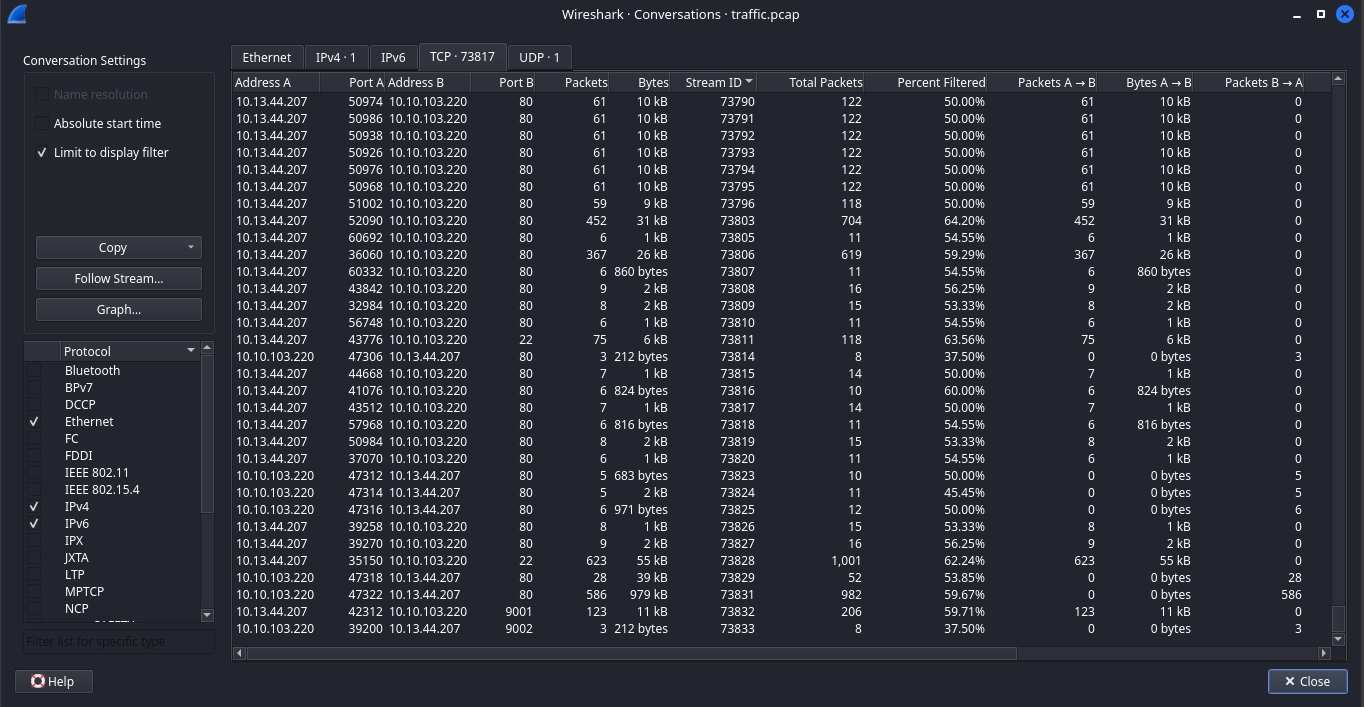 Wireshark · Conversations · traffic.pcap
Conversation Settings
Name resolution
Absolute start time
Limit to display filter
Copy
Follow Stream...
Graph...
Protocol
Bluetooth
BPv7
DCCP
Ethernet
FC
FDDI
IEEE 802.11
IEEE 802.15.4
IPv4
IPv6
IPX
JXTA
LTP
MPTCP
NCP
Filter list for specific type
Ethernet IPv4 · 1 IPv6 TCP · 73817 UDP · 1
Address A Port A Address B Port B Packets Bytes Stream ID Total Packets Percent Filtered Packets A → B Bytes A → B Packets B → A
10.13.44.207 50974 10.10.103.220 80 61 10 kB 73790 122 50.00% 61 10 kB 0
10.13.44.207 50986 10.10.103.220 80 61 10 kB 73791 122 50.00% 61 10 kB 0
10.13.44.207 50938 10.10.103.220 80 61 10 kB 73792 122 50.00% 61 10 kB 0
10.13.44.207 50926 10.10.103.220 80 61 10 kB 73793 122 50.00% 61 10 kB 0
10.13.44.207 50976 10.10.103.220 80 61 10 kB 73794 122 50.00% 61 10 kB 0
10.13.44.207 50968 10.10.103.220 80 61 10 kB 73795 122 50.00% 61 10 kB 0
10.13.44.207 51002 10.10.103.220 80 59 9 kB 73796 118 50.00% 59 9 kB 0
10.13.44.207 52090 10.10.103.220 80 452 31 kB 73803 704 64.20% 452 31 kB 0
10.13.44.207 60692 10.10.103.220 80 6 1 kB 73805 11 54.55% 6 1 kB 0
10.13.44.207 36060 10.10.103.220 80 367 26 kB 73806 619 59.29% 367 26 kB 0
10.13.44.207 60332 10.10.103.220 80 6 860 bytes 73807 11 54.55% 6 860 bytes 0
10.13.44.207 43842 10.10.103.220 80 9 2 kB 73808 16 56.25% 9 2 kB 0
10.13.44.207 32984 10.10.103.220 80 8 2 kB 73809 15 53.33% 8 2 kB 0
10.13.44.207 56748 10.10.103.220 80 6 1 kB 73810 11 54.55% 6 1 kB 0
10.13.44.207 43776 10.10.103.220 22 75 6 kB 73811 118 63.56% 75 6 kB 0
10.10.103.220 47306 10.13.44.207 80 3 212 bytes 73814 8 37.50% 0 0 bytes 3
10.13.44.207 44668 10.10.103.220 80 7 1 kB 73815 14 50.00% 7 1 kB 0
10.13.44.207 41076 10.10.103.220 80 6 824 bytes 73816 10 60.00% 6 824 bytes 0
10.13.44.207 43512 10.10.103.220 80 7 1 kB 73817 14 50.00% 7 1 kB 0
10.13.44.207 57968 10.10.103.220 80 6 816 bytes 73818 11 54.55% 6 816 bytes 0
10.13.44.207 50984 10.10.103.220 80 8 2 kB 73819 15 53.33% 8 2 kB 0
10.13.44.207 37070 10.10.103.220 80 6 1 kB 73820 11 54.55% 6 1 kB 0
10.10.103.220 47312 10.13.44.207 80 5 683 bytes 73823 10 50.00% 0 0 bytes 5
10.10.103.220 47314 10.13.44.207 80 5 2 kB 73824 11 45.45% 0 0 bytes 5
10.10.103.220 47316 10.13.44.207 80 6 971 bytes 73825 12 50.00% 0 0 bytes 6
10.13.44.207 39258 10.10.103.220 80 8 1 kB 73826 15 53.33% 8 1 kB 0
10.13.44.207 39270 10.10.103.220 80 9 2 kB 73827 16 56.25% 9 2 kB 0
10.13.44.207 35150 10.10.103.220 22 623 55 kB 73828 1,001 62.24% 623 55 kB 0
10.10.103.220 47318 10.13.44.207 80 28 39 kB 73829 52 53.85% 0 0 bytes 28
10.10.103.220 47322 10.13.44.207 80 586 979 kB 73831 982 59.67% 0 0 bytes 586
10.13.44.207 42312 10.10.103.220 9001 123 11 kB 73832 206 59.71% 123 11 kB 0
10.10.103.220 39200 10.13.44.207 9002 3 212 bytes 73833 8 37.50% 0 0 bytes 3
Help
Close